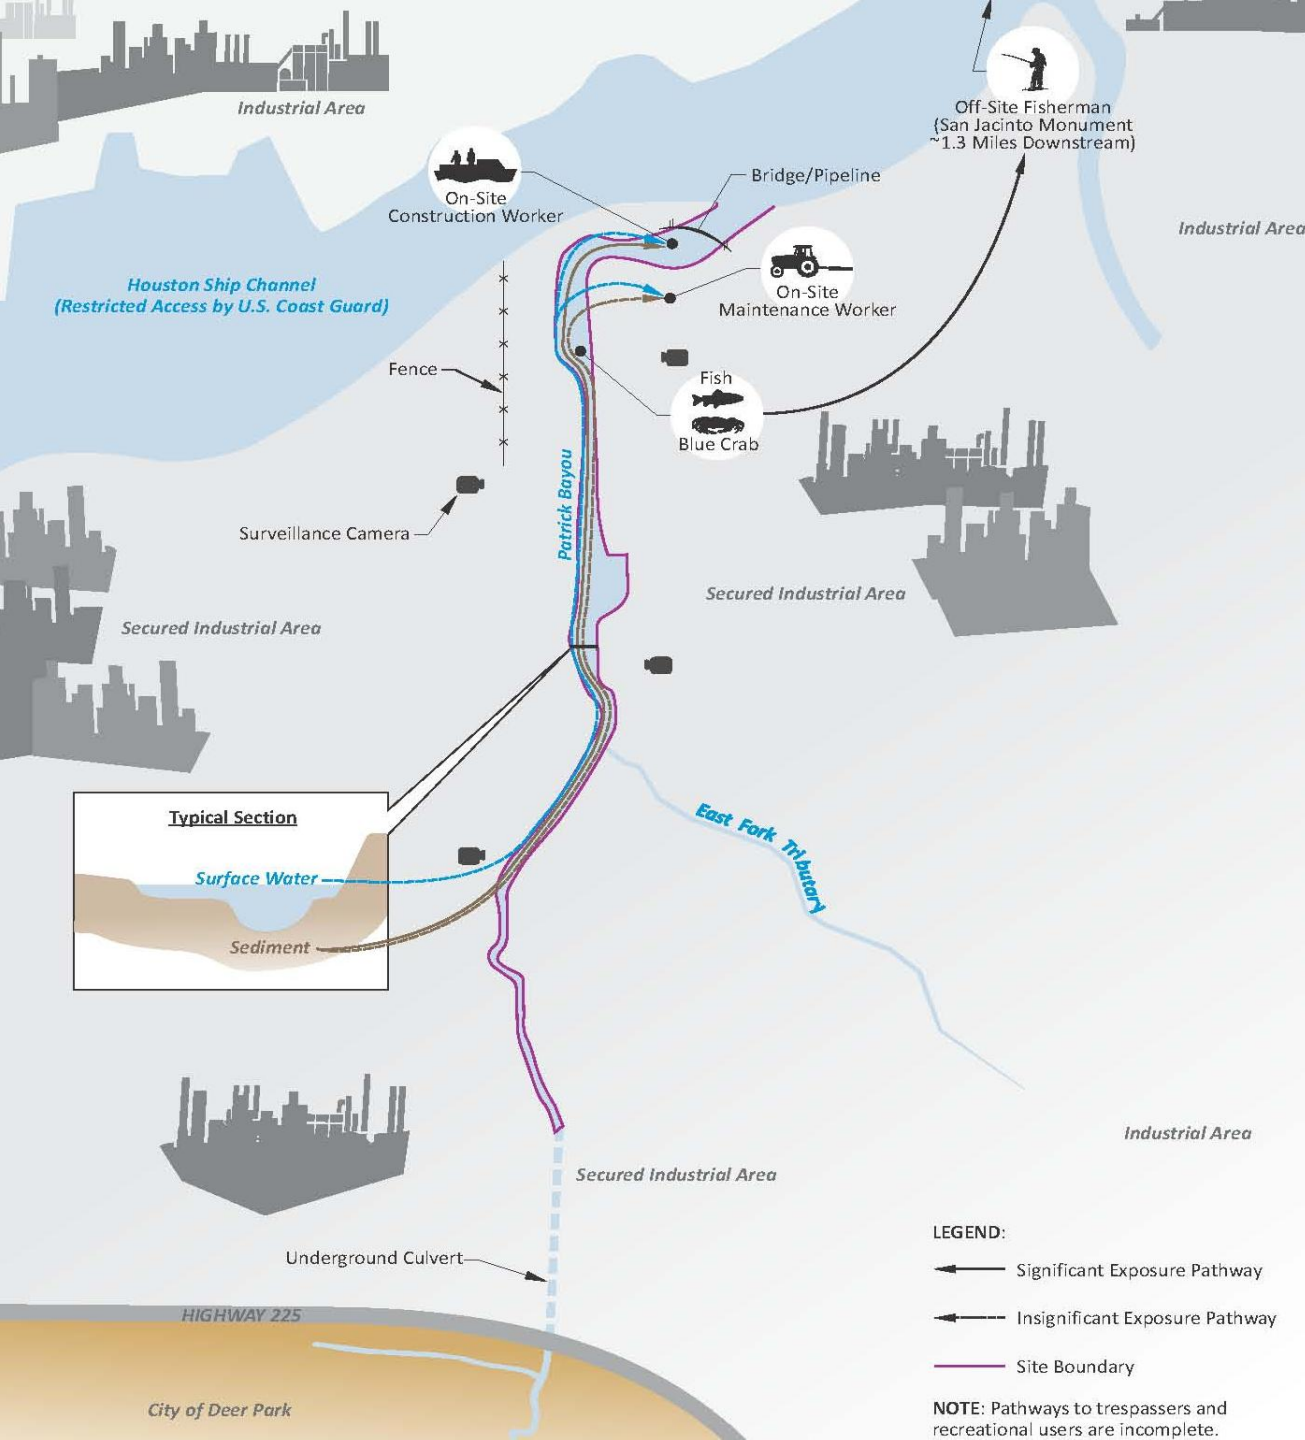 Industrial Area
Off-Site Fisherman
(San Jacinto Monument
~1.3 Miles Downstream)
Bridge/Pipeline
On-Site
Construction Worker
Industrial Area
Houston Ship Channel
(Restricted Access by U.S. Coast Guard)
On-Site
Maintenance Worker
Fence
Fish
Blue Crab
Patrick Bayou
Surveillance Camera
Secured Industrial Area
Secured Industrial Area
Typical Section
East Fork Tributary
Surface Water
Sediment
Industrial Area
Secured Industrial Area
Underground Culvert
HIGHWAY 225
City of Deer Park
LEGEND:
Significant Exposure Pathway
Insignificant Exposure Pathway
Site Boundary
NOTE: Pathways to trespassers and
recreational users are incomplete.